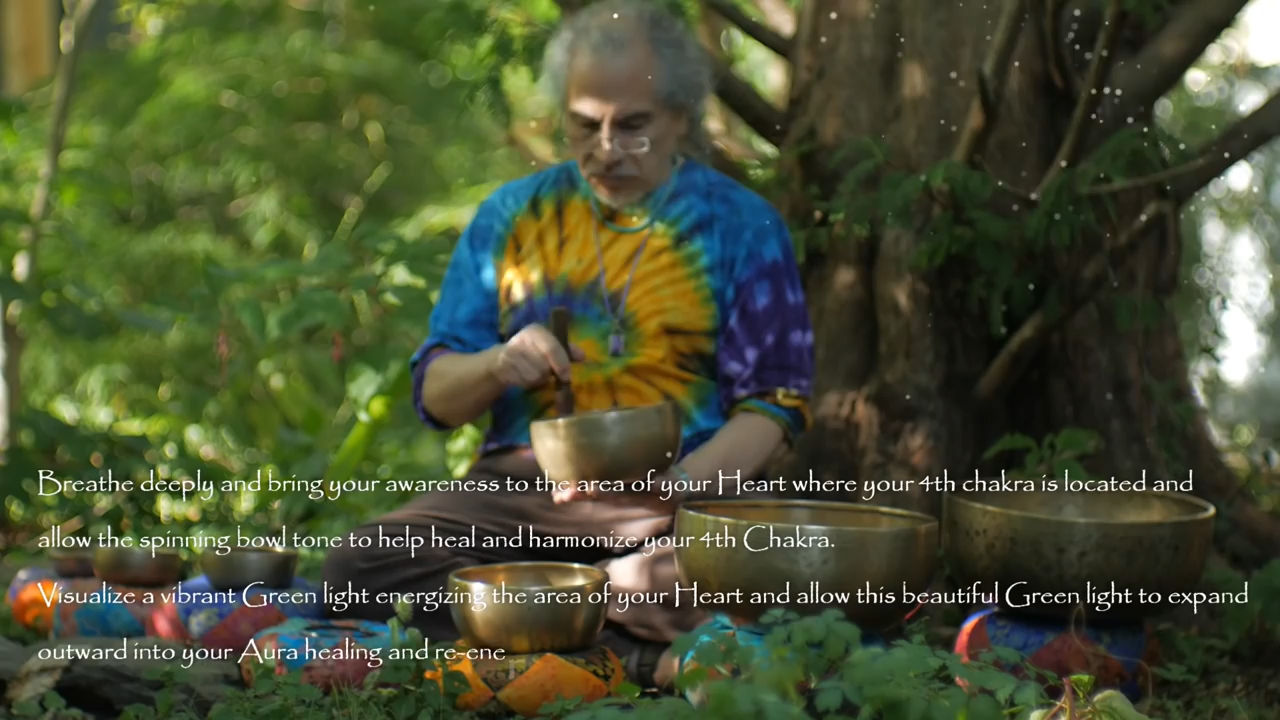 Breathe deeply and bring your awareness to the area of your Heart where your 4th chakra is located and
allow the spinning bowl tone to help heal and harmonize your 4th Chakra.
Visualize a vibrant Green light energizing the area of your Heart and allow this beautiful Green light to expand
outward into your Aura healing and re-ene